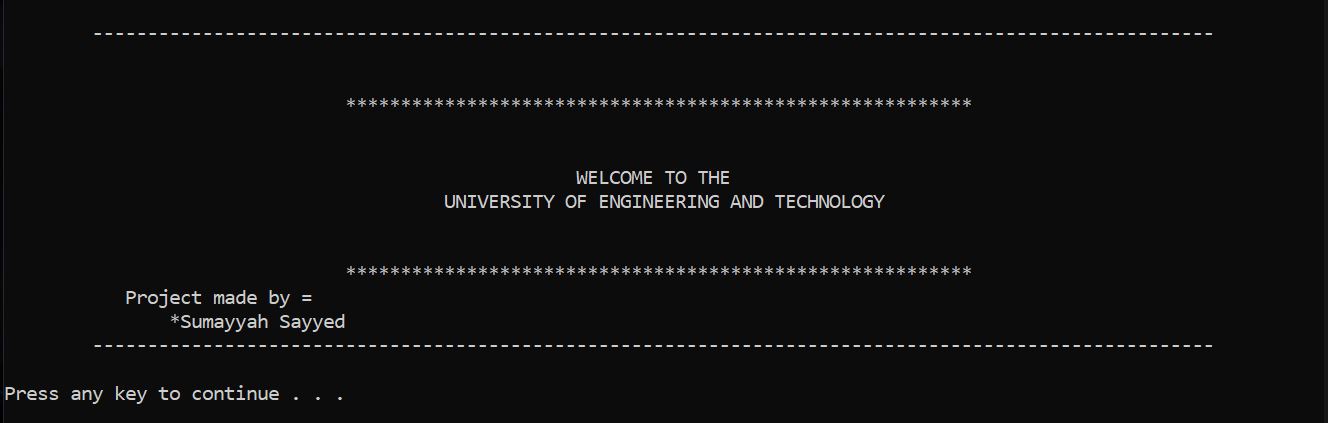 ------------------------------------------------------------------------------------------------------
*********************************************************
WELCOME TO THE
UNIVERSITY OF ENGINEERING AND TECHNOLOGY
*********************************************************
Project made by =
*Sumayyah Sayyed
------------------------------------------------------------------------------------------------------
Press any key to continue . . .